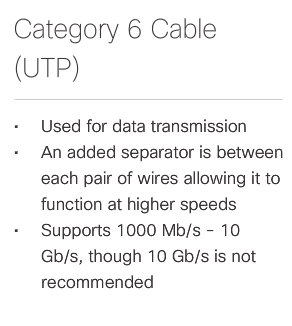 Category 6 Cable
(UTP)
• Used for data transmission
• An added separator is between
each pair of wires allowing it to
function at higher speeds
• Supports 1000 Mb/s - 10
Gb/s, though 10 Gb/s is not
recommended